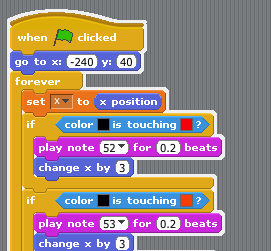 when clicked
go to x: -240 y: 40
forever
set x to x position
if color is touching ?
play note 52 for 0.2 beats
change x by 3
if color is touching ?
play note 53 for 0.2 beats
change x by 3